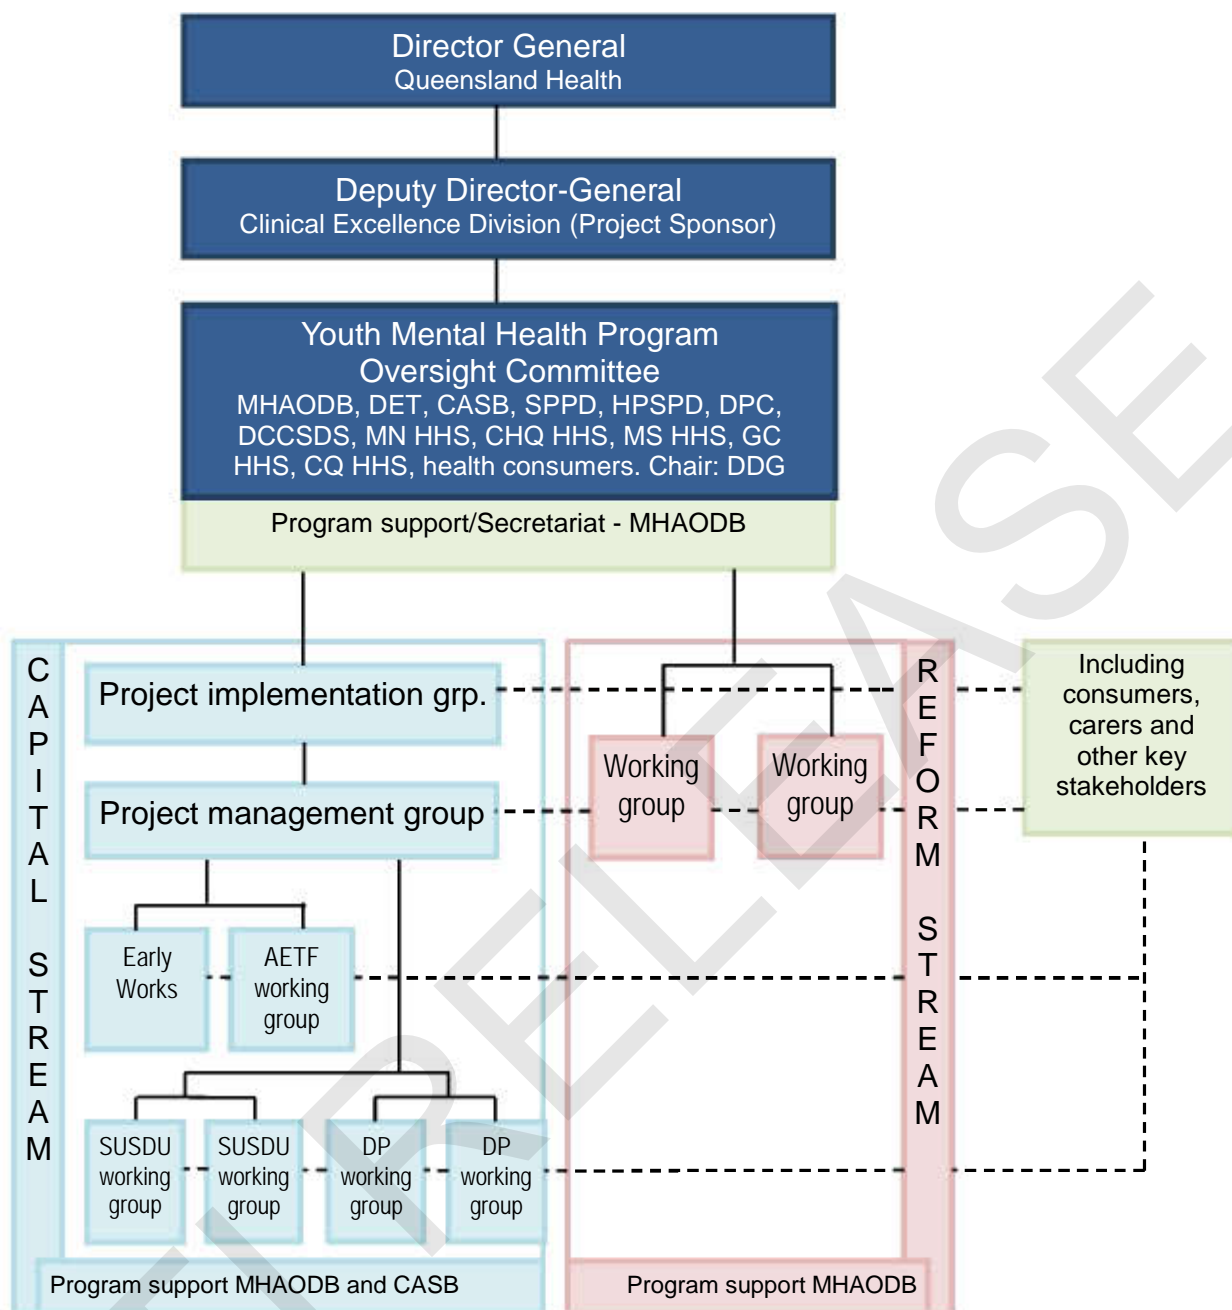 Director General
Queensland Health
Deputy Director-General
Clinical Excellence Division (Project Sponsor)
Youth Mental Health Program
Oversight Committee
MHAODB, DET, CASB, SPPD, HPSPD, DPC,
DCCSDS, MN HHS, CHQ HHS, MS HHS, GC
HHS, CQ HHS, health consumers. Chair: DDG
Program support/Secretariat - MHAODB
CAPITAL STREAM
Project implementation grp.
Project management group
Early
Works
AETF
working
group
SUSDU
working
group
SUSDU
working
group
DP
working
group
DP
working
group
Program support MHAODB and CASB
Working
group
Working
group
REFORM STREAM
Program support MHAODB
Including
consumers,
carers and
other key
stakeholders
RELEASE